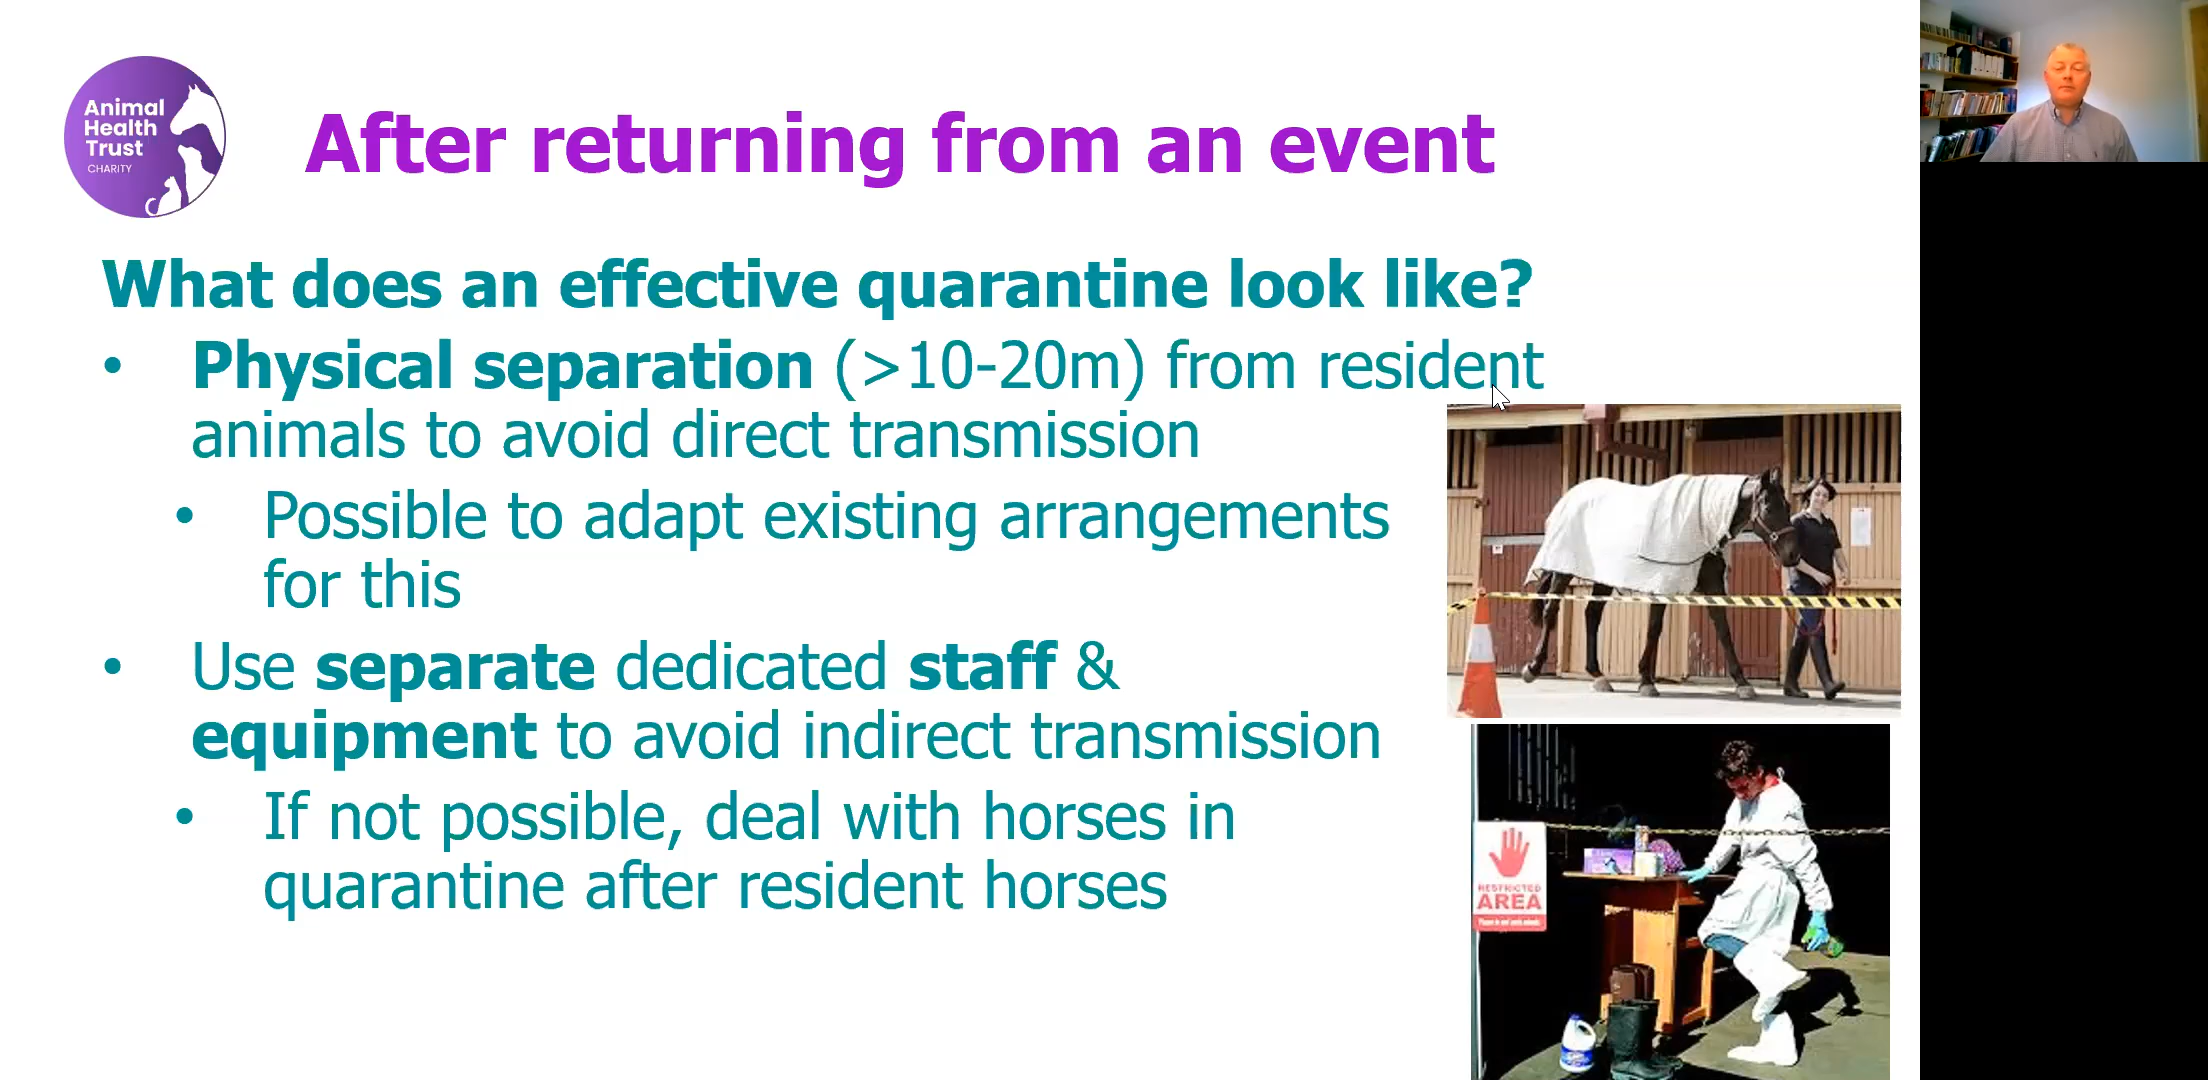 Animal
Health
Trust
CHARITY
After returning from an event
What does an effective quarantine look like?
• Physical separation (>10-20m) from resident
animals to avoid direct transmission
• Possible to adapt existing arrangements
for this
• Use separate dedicated staff &
equipment to avoid indirect transmission
• If not possible, deal with horses in
quarantine after resident horses
RESTRICTED
AREA